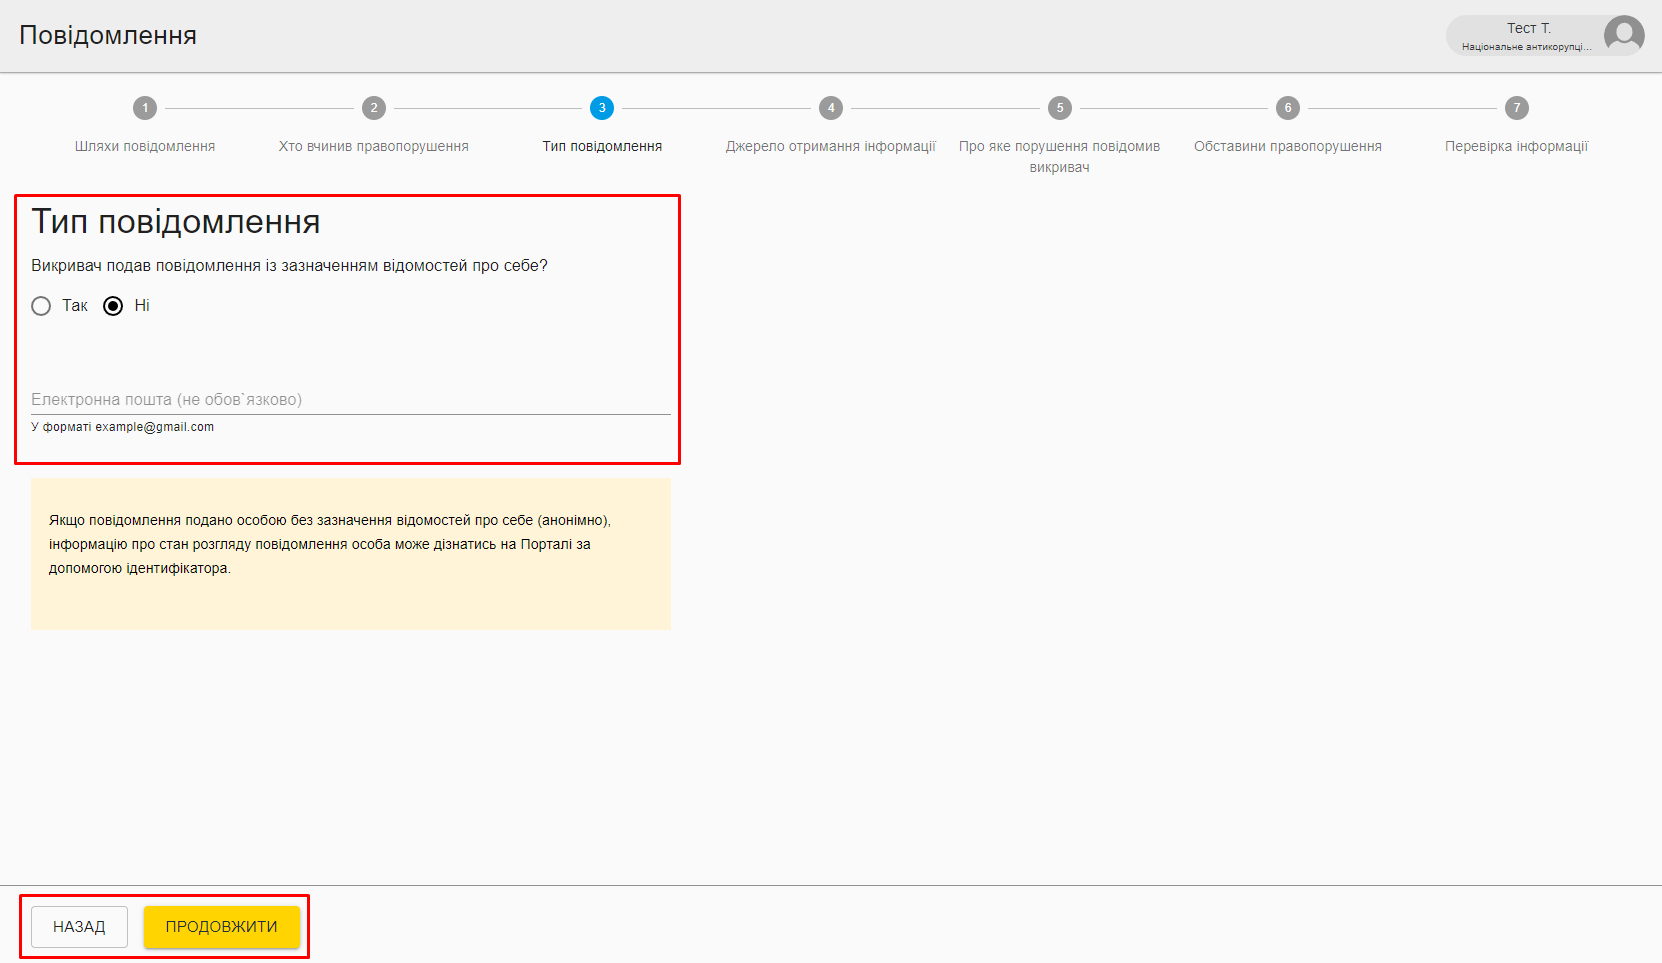 Повідомлення
Тест Т.
Національне антикорупці...
1
2
3
4
5
6
7
Шляхи повідомлення
Хто вчинив правопорушення
Тип повідомлення
Джерело отримання інформації
Про яке порушення повідомив
викривач
Обставини правопорушення
Перевірка інформації
Тип повідомлення
Викривач подав повідомлення із зазначенням відомостей про себе?
Так
Ні
Електронна пошта (не обов`язково)
У форматі example@gmail.com
Якщо повідомлення подано особою без зазначення відомостей про себе (анонімно),
інформацію про стан розгляду повідомлення особа може дізнатись на Порталі за
допомогою ідентифікатора.
НАЗАД
ПРОДОВЖИТИ